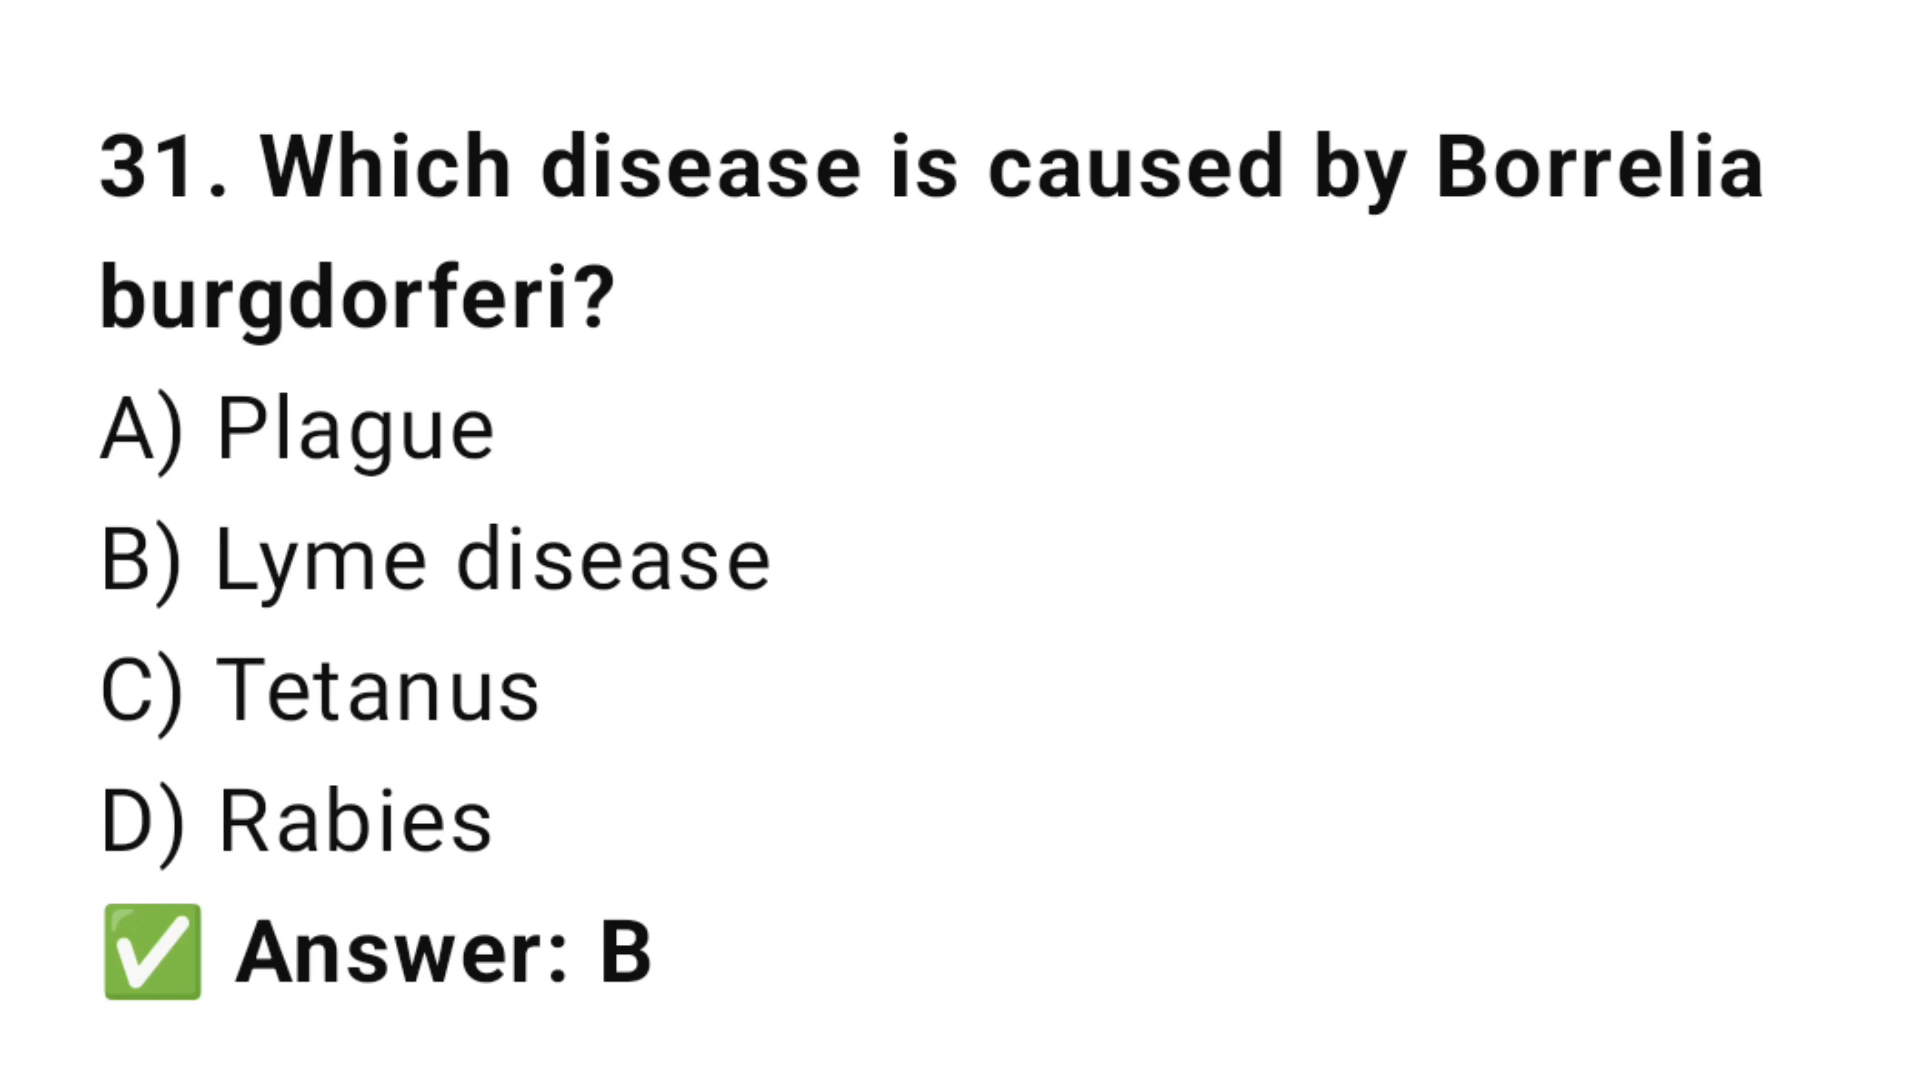 31. Which disease is caused by Borrelia
burgdorferi?
A) Plague
B) Lyme disease
C) Tetanus
D) Rabies
✅ Answer: B